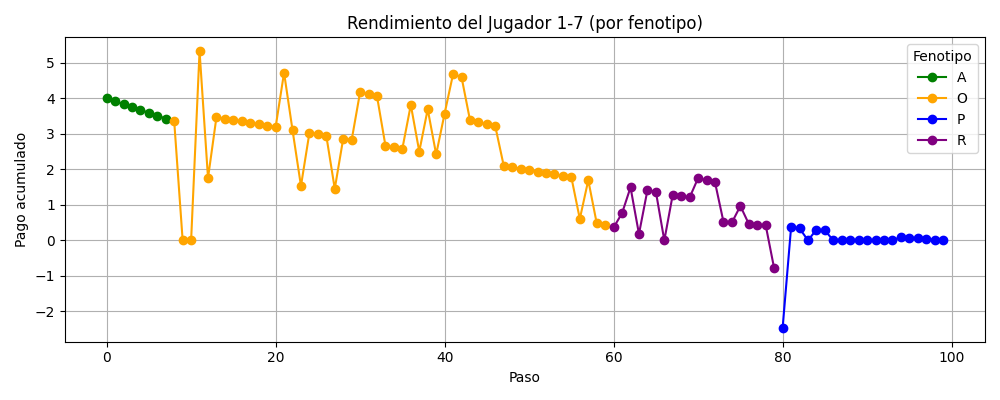 Rendimiento del Jugador 1-7 (por fenotipo)
Pago acumulado
5
4
3
2
1
0
−1
−2
Fenotipo
A
O
P
R
0 20 40 60 80 100
Paso